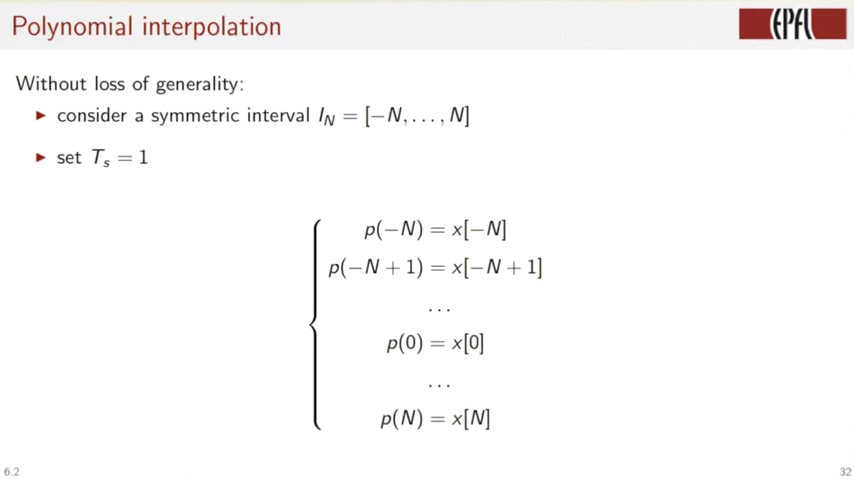 Polynomial interpolation
EPFL
Without loss of generality:
▶ consider a symmetric interval I_N = [−N, . . . , N]
▶ set T_s = 1
p(−N) = x[−N]
p(−N + 1) = x[−N + 1]
. . .
p(0) = x[0]
. . .
p(N) = x[N]
6.2
32